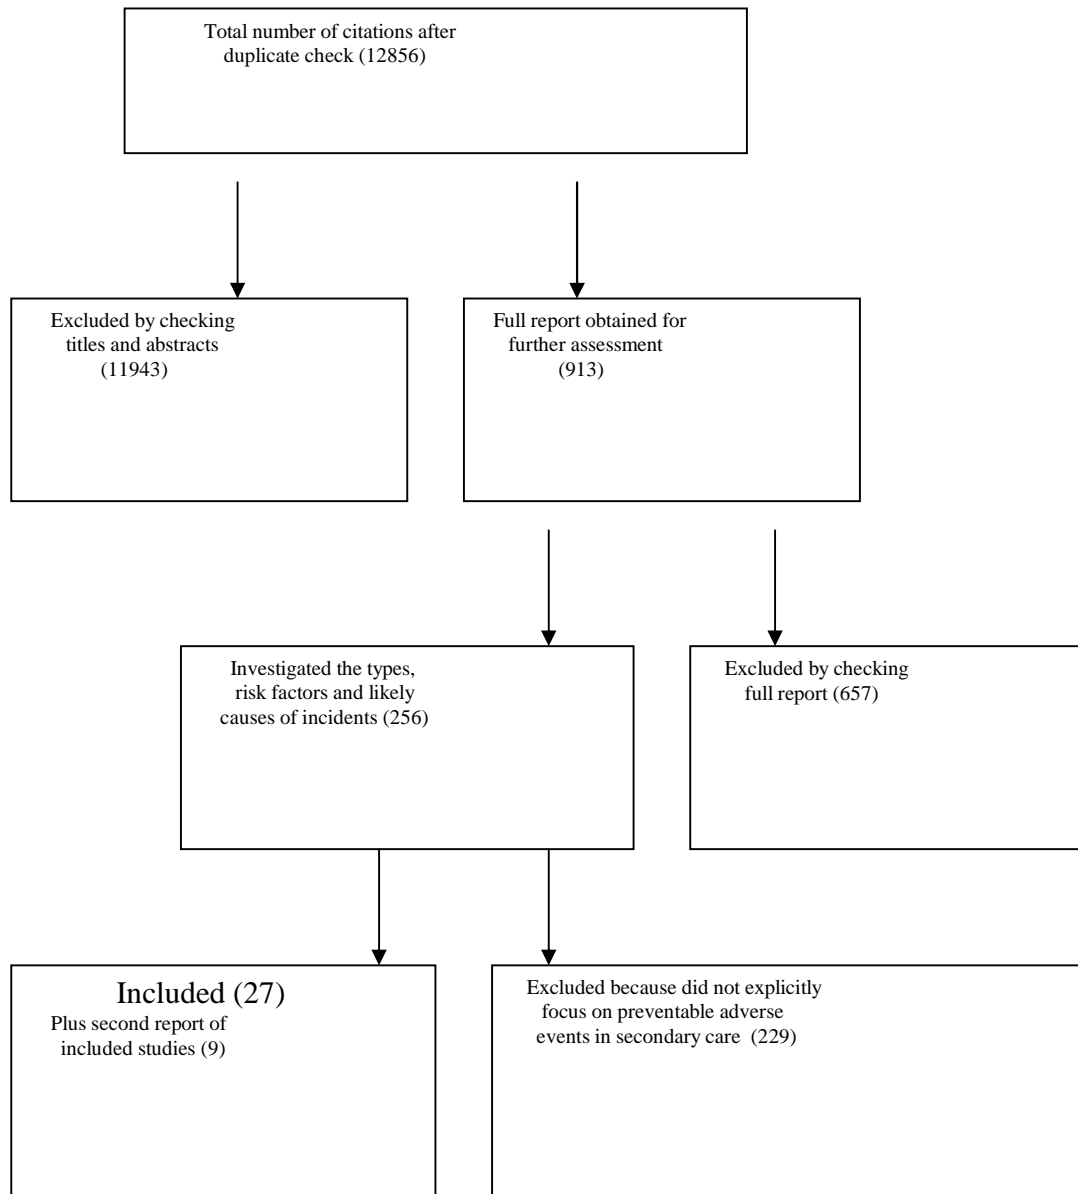 Total number of citations after
duplicate check (12856)
Excluded by checking
titles and abstracts
(11943)
Full report obtained for
further assessment
(913)
Investigated the types,
risk factors and likely
causes of incidents (256)
Excluded by checking
full report (657)
Included (27)
Plus second report of
included studies (9)
Excluded because did not explicitly
focus on preventable adverse
events in secondary care (229)